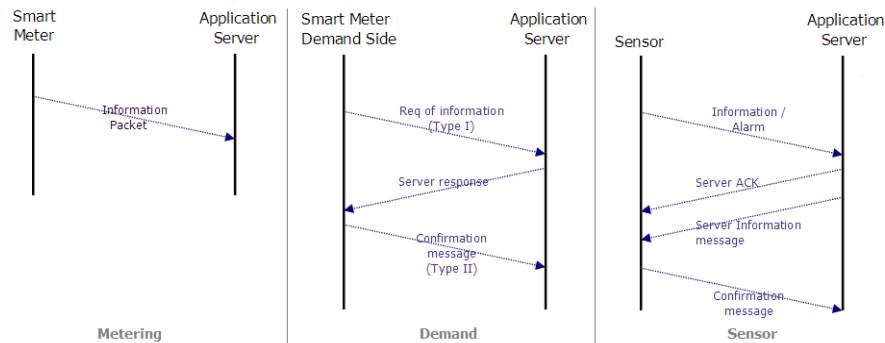 Smart
Meter
Application
Server
Information
Packet
Metering
Smart Meter
Demand Side
Application
Server
Req of information
(Type I)
Server response
Confirmation
message
(Type II)
Demand
Sensor
Application
Server
Information /
Alarm
Server ACK
Server Information
message
Confirmation
message
Sensor